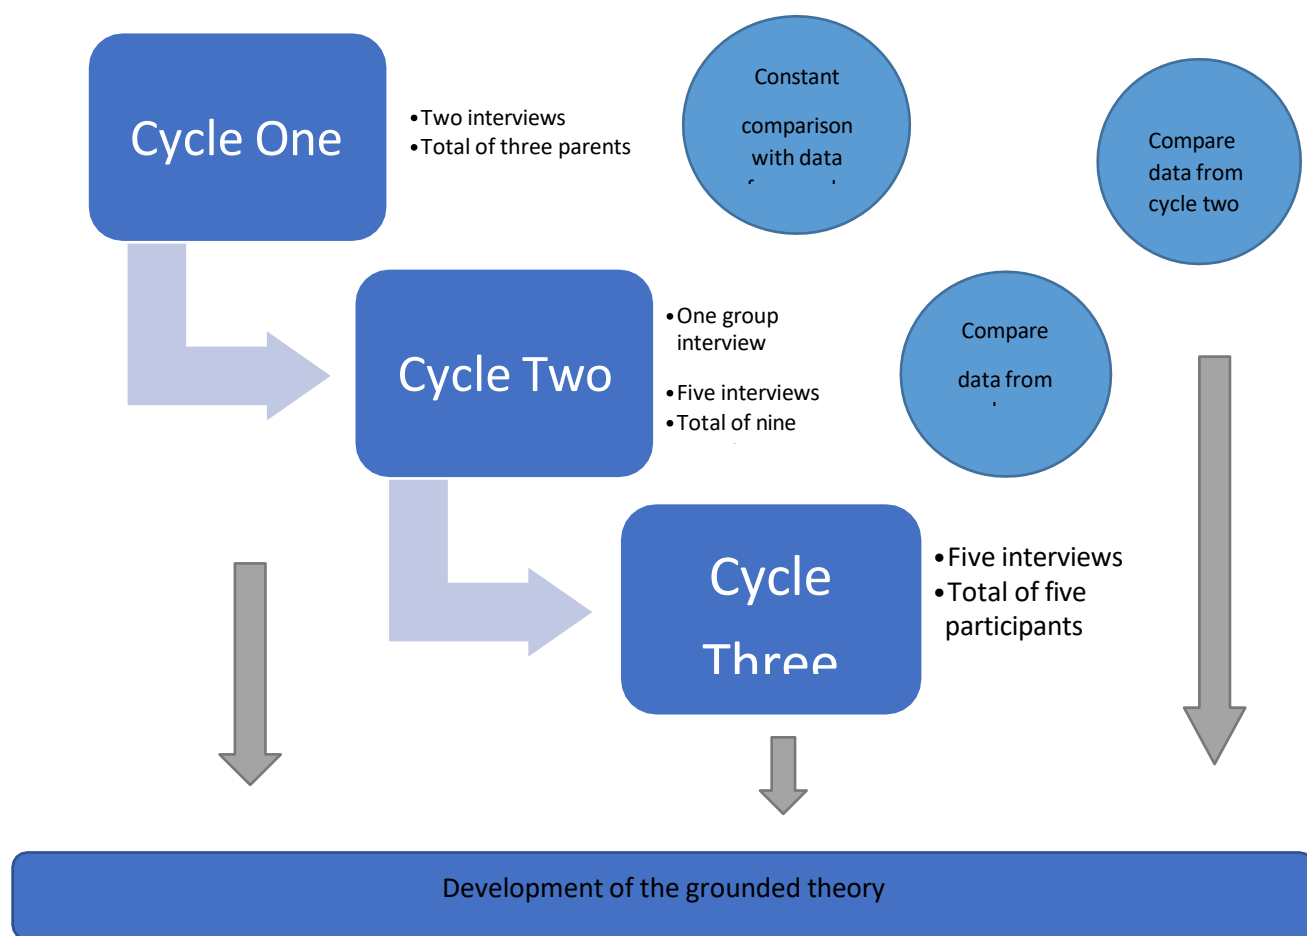 Cycle One
•Two interviews
•Total of three parents
Constant
comparison
with data
Compare
data from
cycle two
Cycle Two
•One group
interview
•Five interviews
•Total of nine
Compare
data from
Cycle
Three
•Five interviews
•Total of five
participants
Development of the grounded theory